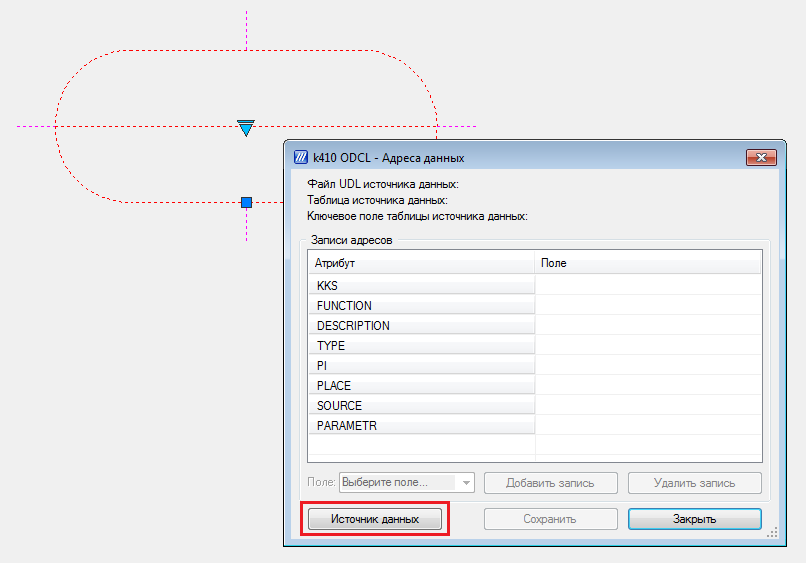 k410 ODCL - Адреса данных
Файл UDL источника данных:
Таблица источника данных:
Ключевое поле таблицы источника данных:
Записи адресов
Атрибут Поле
KKS
FUNCTION
DESCRIPTION
TYPE
PI
PLACE
SOURCE
PARAMETR
Поле: Выберите поле... Добавить запись Удалить запись
Источник данных Сохранить Закрыть